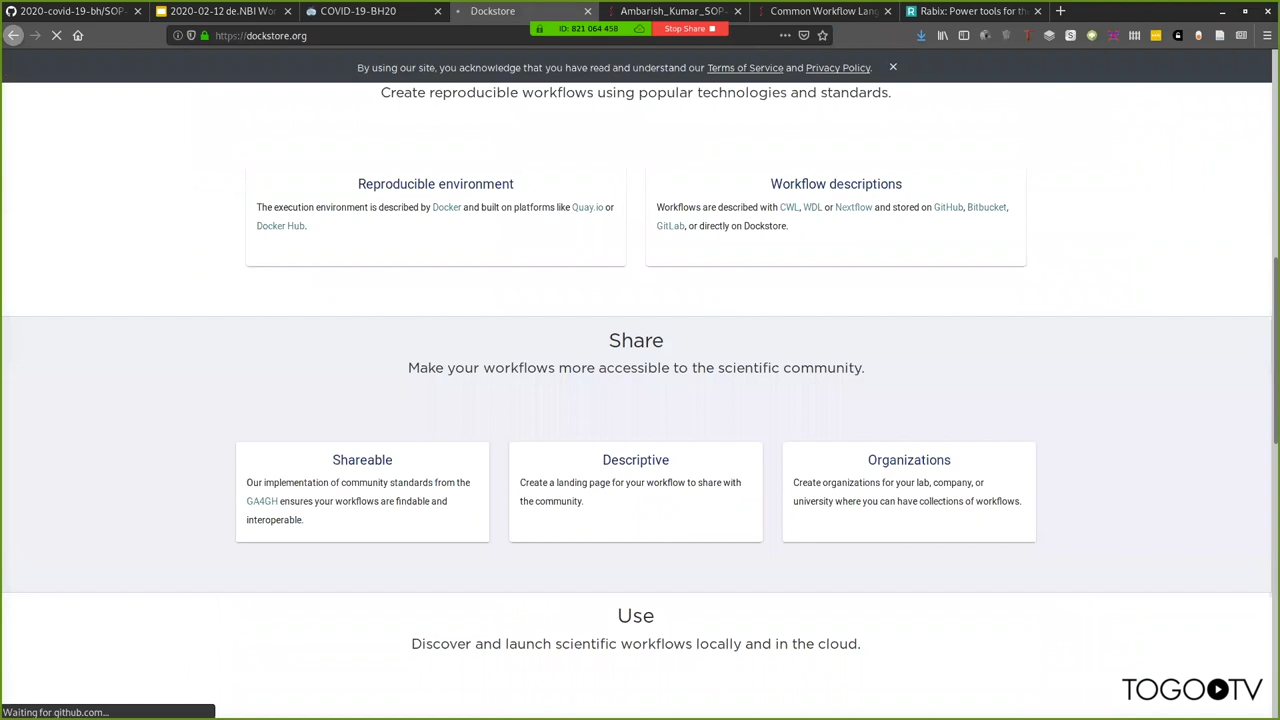 2020-covid-19-bh/SOP-
2020-02-12 de.NBI Wor
COVID-19-BH20
Dockstore
Ambarish_Kumar_SOP-
Common Workflow Lang
Rabix: Power tools for the
https://dockstore.org
ID: 821 064 458
Stop Share
By using our site, you acknowledge that you have read and understand our Terms of Service and Privacy Policy.
Create reproducible workflows using popular technologies and standards.
Reproducible environment
The execution environment is described by Docker and built on platforms like Quay.io or
Docker Hub.
Workflow descriptions
Workflows are described with CWL, WDL or Nextflow and stored on GitHub, Bitbucket,
GitLab, or directly on Dockstore.
Share
Make your workflows more accessible to the scientific community.
Shareable
Our implementation of community standards from the
GA4GH ensures your workflows are findable and
interoperable.
Descriptive
Create a landing page for your workflow to share with
the community.
Organizations
Create organizations for your lab, company, or
university where you can have collections of workflows.
Use
Discover and launch scientific workflows locally and in the cloud.
TOGO TV
Waiting for github.com...